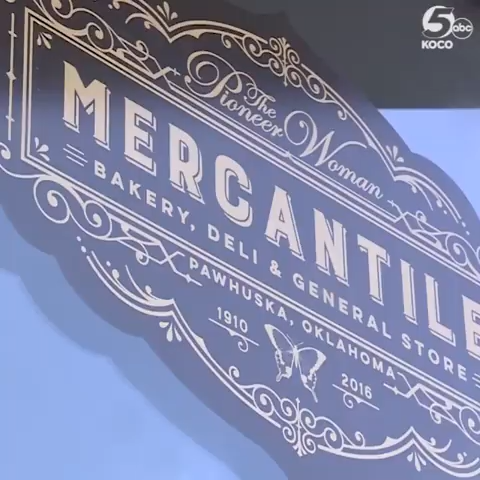 5 abc
KOCO
The
Pioneer Woman
MERCANTILE
BAKERY, DELI & GENERAL STORE
PAWHUSKA, OKLAHOMA
1910
2016